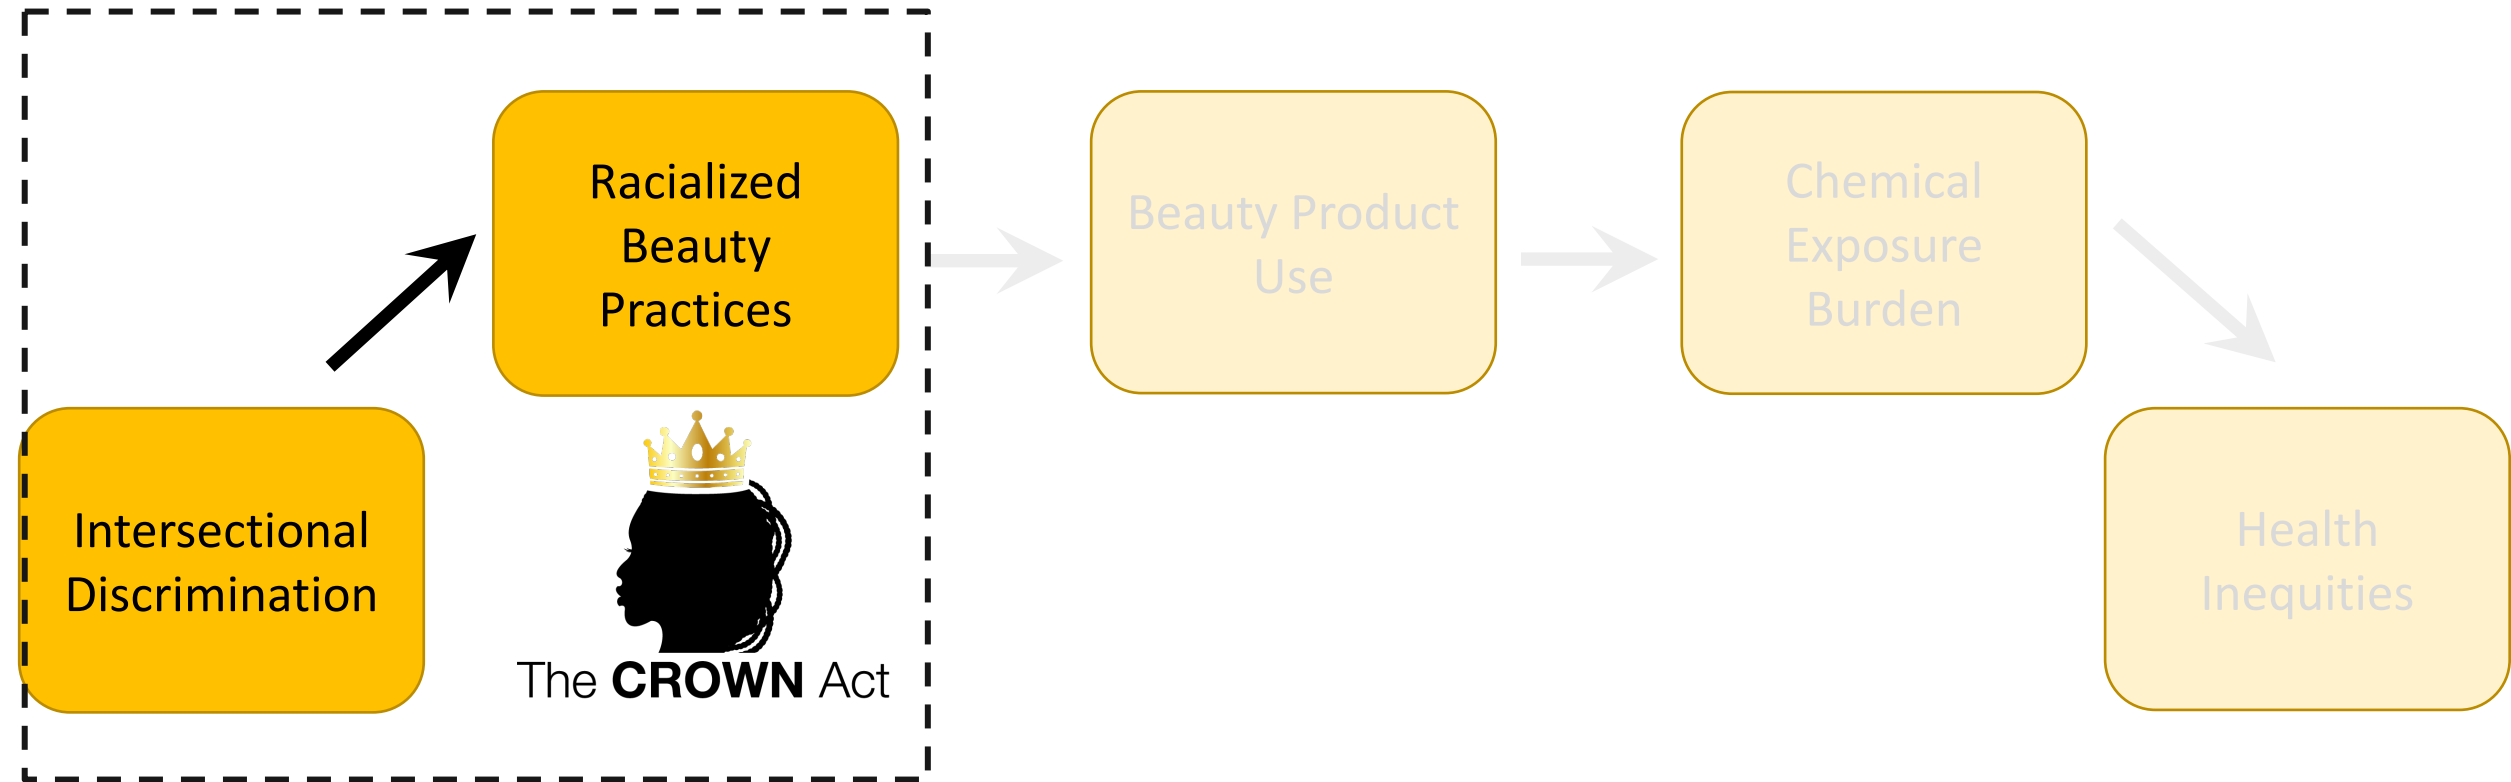 Racialized
Beauty
Practices
Intersectional
Discrimination
The CROWN Act
Beauty Product
Use
Chemical
Exposure
Burden
Health
Inequities